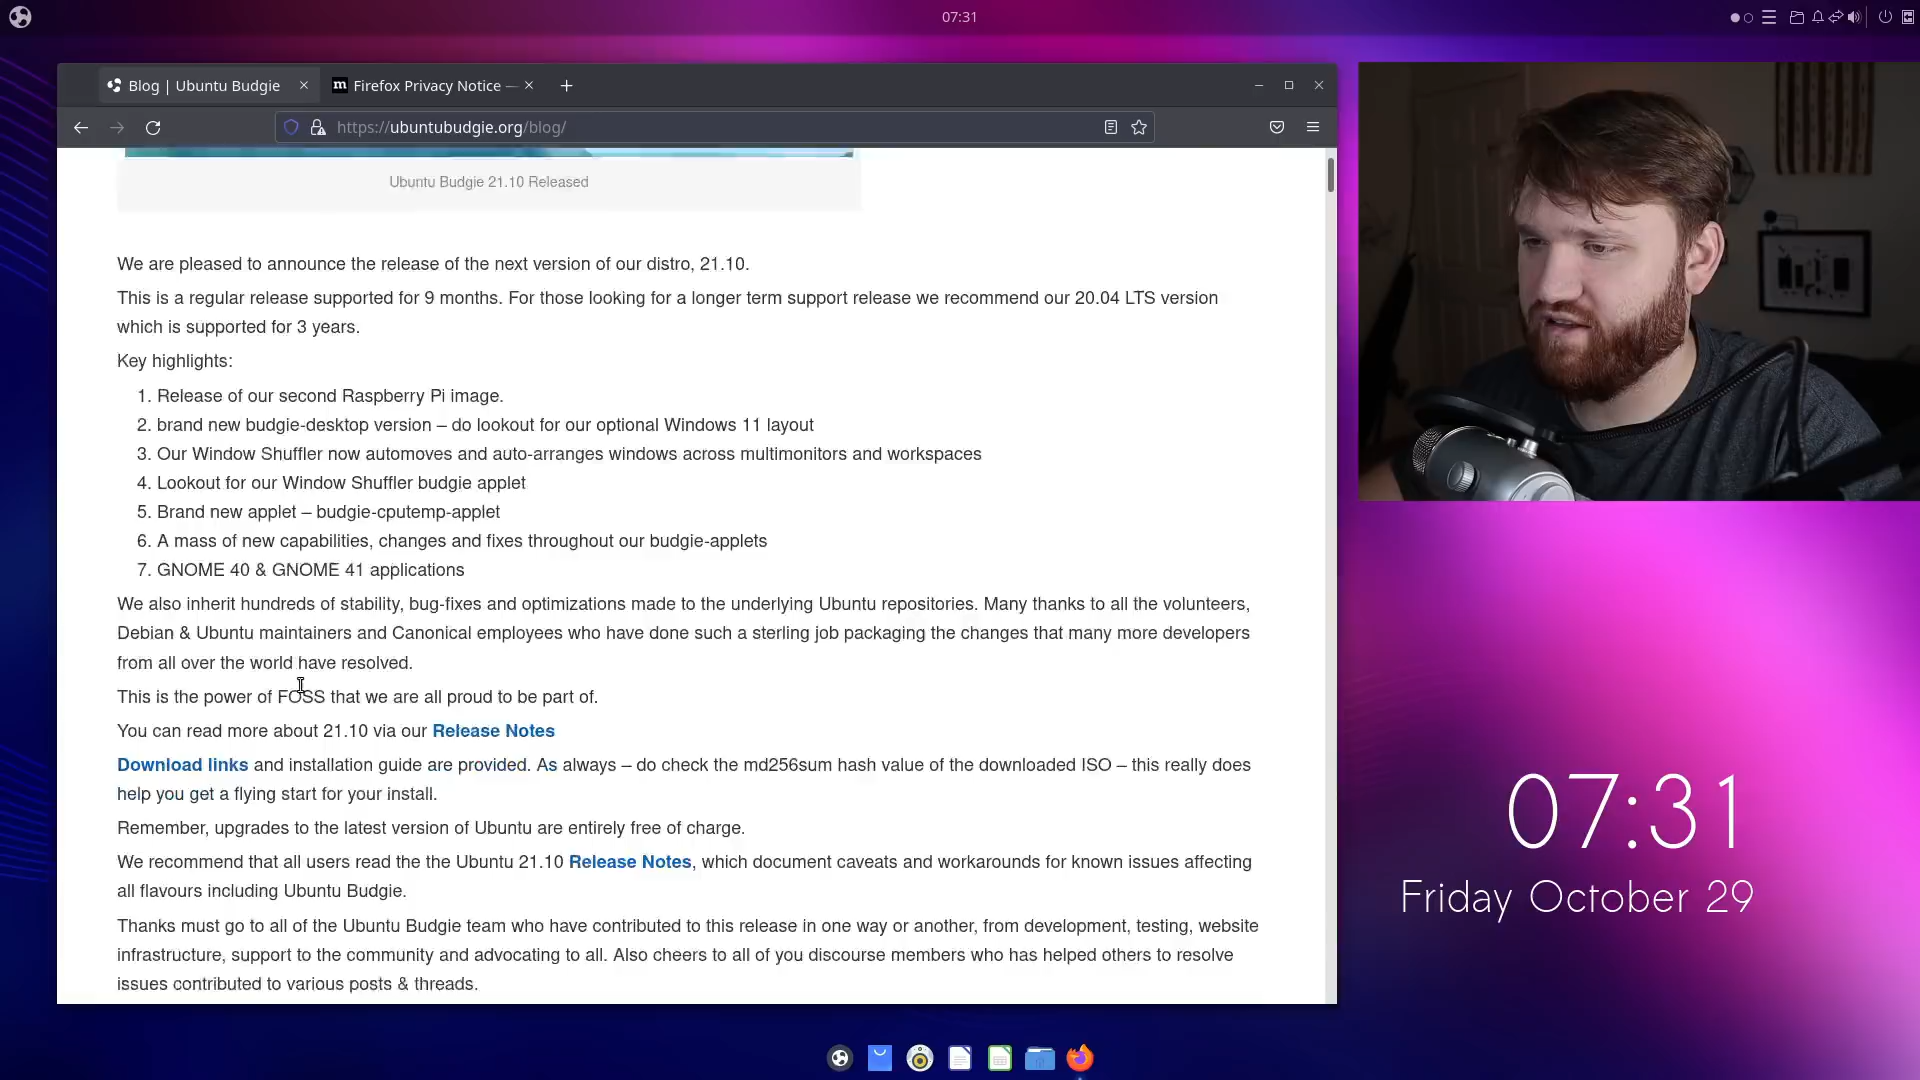 07:31
Blog | Ubuntu Budgie
m Firefox Privacy Notice —
https://ubuntubudgie.org/blog/
Ubuntu Budgie 21.10 Released
We are pleased to announce the release of the next version of our distro, 21.10.
This is a regular release supported for 9 months. For those looking for a longer term support release we recommend our 20.04 LTS version
which is supported for 3 years.
Key highlights:
1. Release of our second Raspberry Pi image.
2. brand new budgie-desktop version – do lookout for our optional Windows 11 layout
3. Our Window Shuffler now automoves and auto-arranges windows across multimonitors and workspaces
4. Lookout for our Window Shuffler budgie applet
5. Brand new applet – budgie-cputemp-applet
6. A mass of new capabilities, changes and fixes throughout our budgie-applets
7. GNOME 40 & GNOME 41 applications
We also inherit hundreds of stability, bug-fixes and optimizations made to the underlying Ubuntu repositories. Many thanks to all the volunteers,
Debian & Ubuntu maintainers and Canonical employees who have done such a sterling job packaging the changes that many more developers
from all over the world have resolved.
This is the power of FOSS that we are all proud to be part of.
You can read more about 21.10 via our Release Notes
Download links and installation guide are provided. As always – do check the md256sum hash value of the downloaded ISO – this really does
help you get a flying start for your install.
Remember, upgrades to the latest version of Ubuntu are entirely free of charge.
We recommend that all users read the the Ubuntu 21.10 Release Notes, which document caveats and workarounds for known issues affecting
all flavours including Ubuntu Budgie.
Thanks must go to all of the Ubuntu Budgie team who have contributed to this release in one way or another, from development, testing, website
infrastructure, support to the community and advocating to all. Also cheers to all of you discourse members who has helped others to resolve
issues contributed to various posts & threads.
07:31
Friday October 29